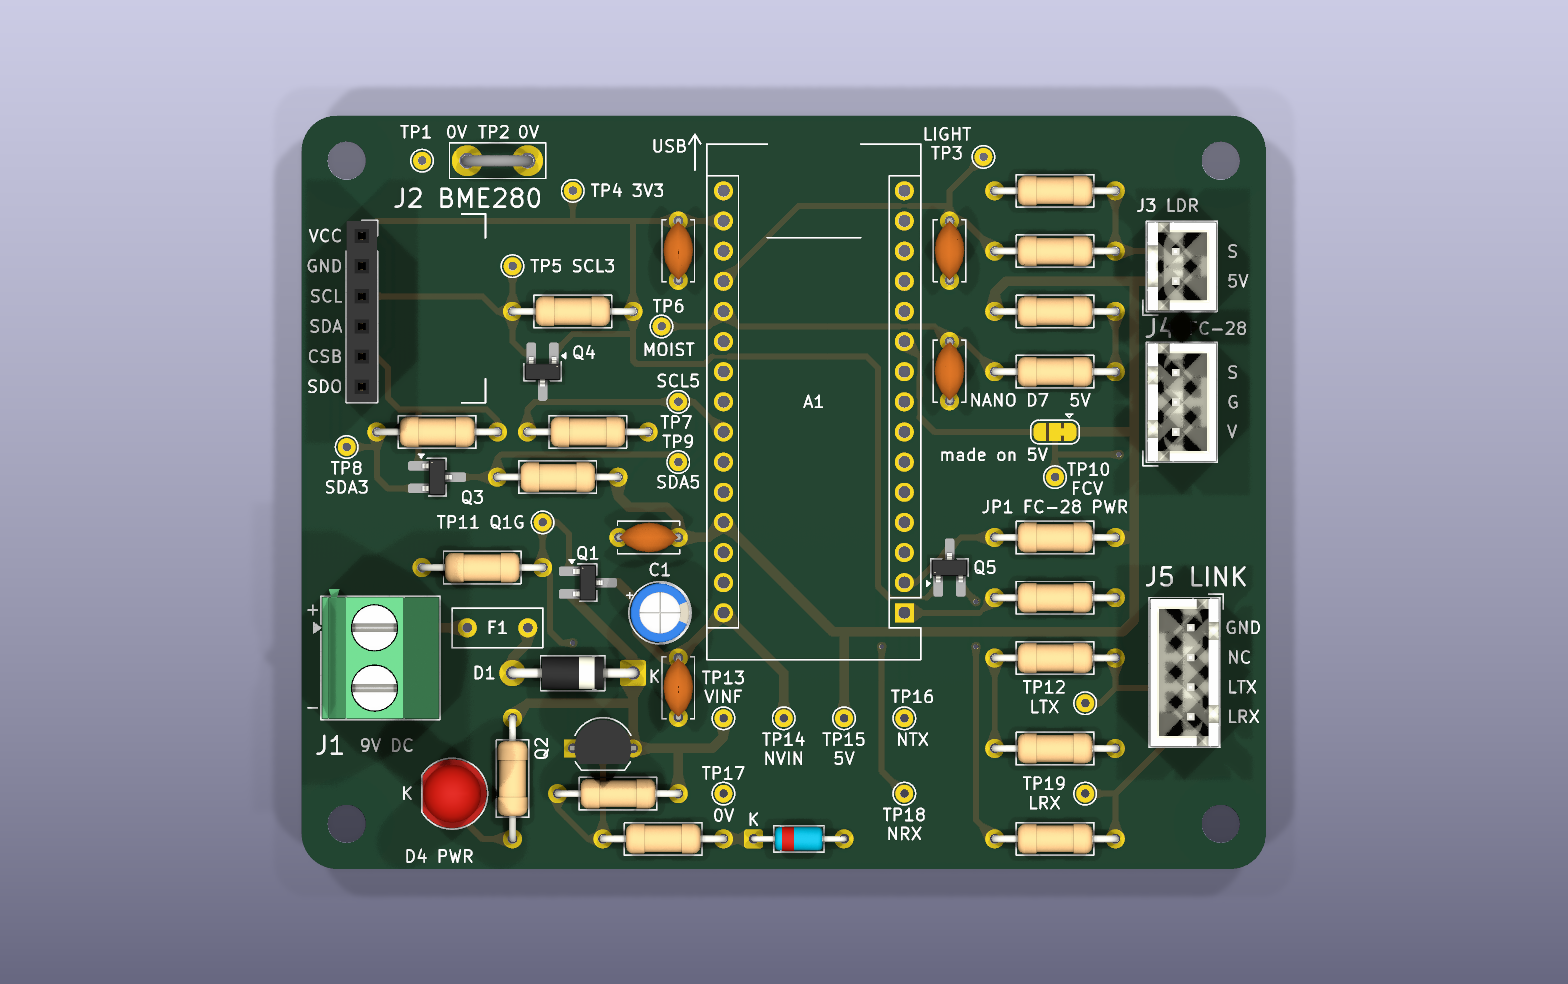 TP1 0V TP2 0V
USB
LIGHT
TP3
J2 BME280
TP4 3V3
J3 LDR
VCC
GND
SCL
SDA
CSB
SDO
TP5 SCL3
S
5V
TP6
MOIST
J4
C-28
Q4
SCL5
TP7
TP9
SDA5
A1
NANO D7 5V
S
G
V
made on 5V
TP10
FCV
JP1 FC-28 PWR
TP8
SDA3
Q3
TP11 Q1G
Q1
C1
+
Q5
J5 LINK
GND
NC
LTX
LRX
+
F1
−
D1
K
TP13
VINF
TP12
LTX
TP16
NTX
TP14
NVIN
TP15
5V
J1 9V DC
Q2
K
TP17
0V
TP19
LRX
TP18
NRX
K
D4 PWR